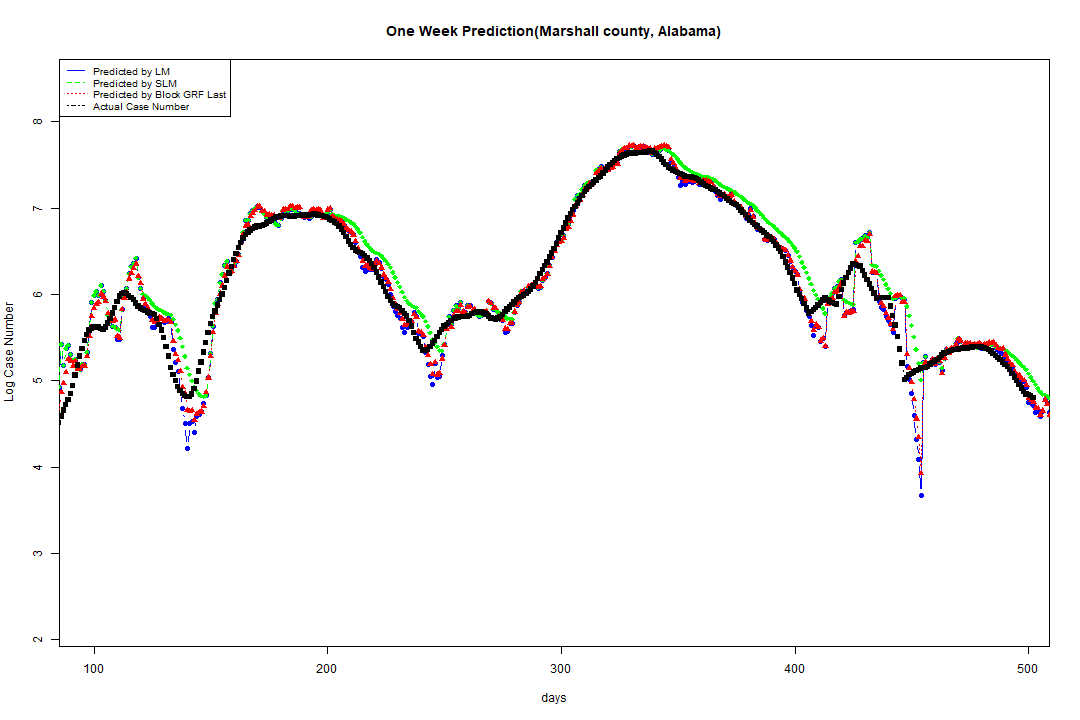 One Week Prediction(Marshall county, Alabama)
Predicted by LM
Predicted by SLM
Predicted by Block GRF Last
Actual Case Number
8
7
6
5
4
3
2
Log Case Number
100 200 300 400 500
days